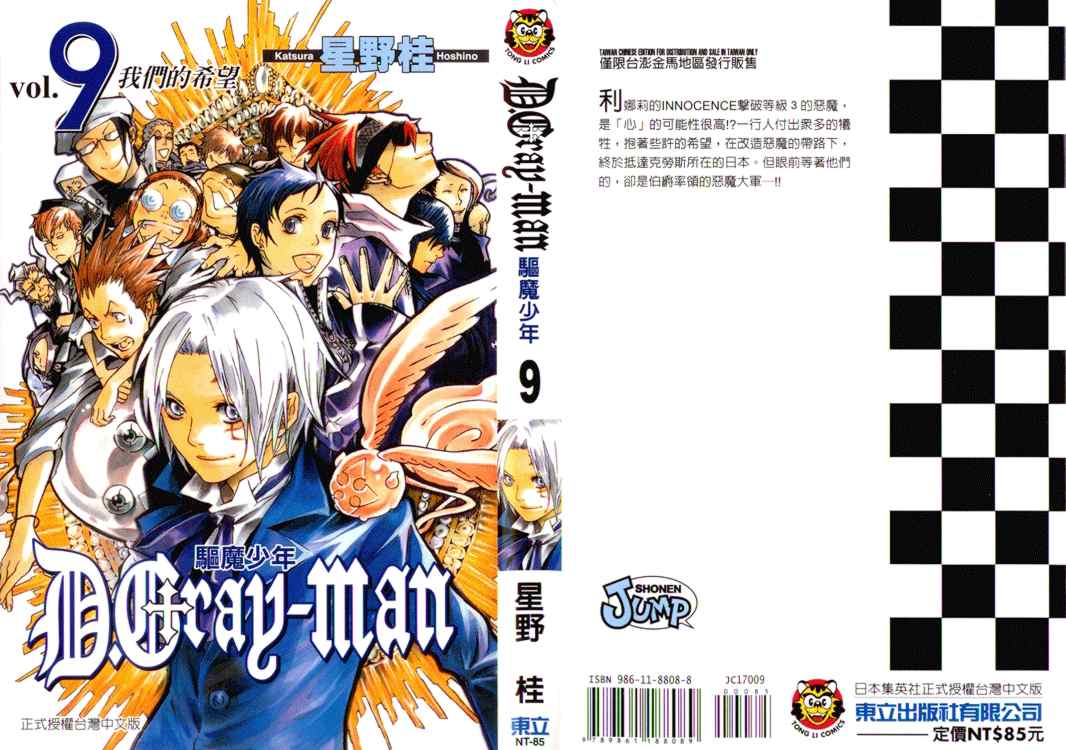 vol.9
我們的希望
Katsura 星野桂 Hoshino
驅魔少年
D.Gray-man
正式授權台灣中文版
TONG LI COMICS
D.Gray-man
驅魔少年
9
星野
桂
東立
NT-85
TAIWAN CHINESE EDITION FOR DISTRIBUTION AND SALE IN TAIWAN ONLY
僅限台澎金馬地區發行販售
利娜莉的INNOCENCE擊破等級3的惡魔，
是「心」的可能性很高!?一行人付出眾多的犧
牲，抱著些許的希望，在改造惡魔的帶路下，
終於抵達克勞斯所在的日本。但眼前等著他們
的，卻是伯爵率領的惡魔大軍─!!
SHONEN
JUMP
ISBN 986-11-8808-8
JC17009
00085
9789861188089
TONG LI COMICS
日本集英社正式授權台灣中文版
東立出版社有限公司
定價NT$85元